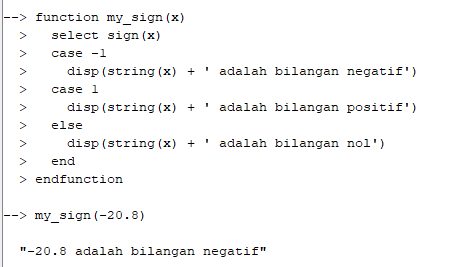 --> function my_sign(x)
  >   select sign(x)
  >   case -1
  >     disp(string(x) + ' adalah bilangan negatif')
  >   case 1
  >     disp(string(x) + ' adalah bilangan positif')
  >   else
  >     disp(string(x) + ' adalah bilangan nol')
  >   end
  > endfunction
--> my_sign(-20.8)
  "-20.8 adalah bilangan negatif"